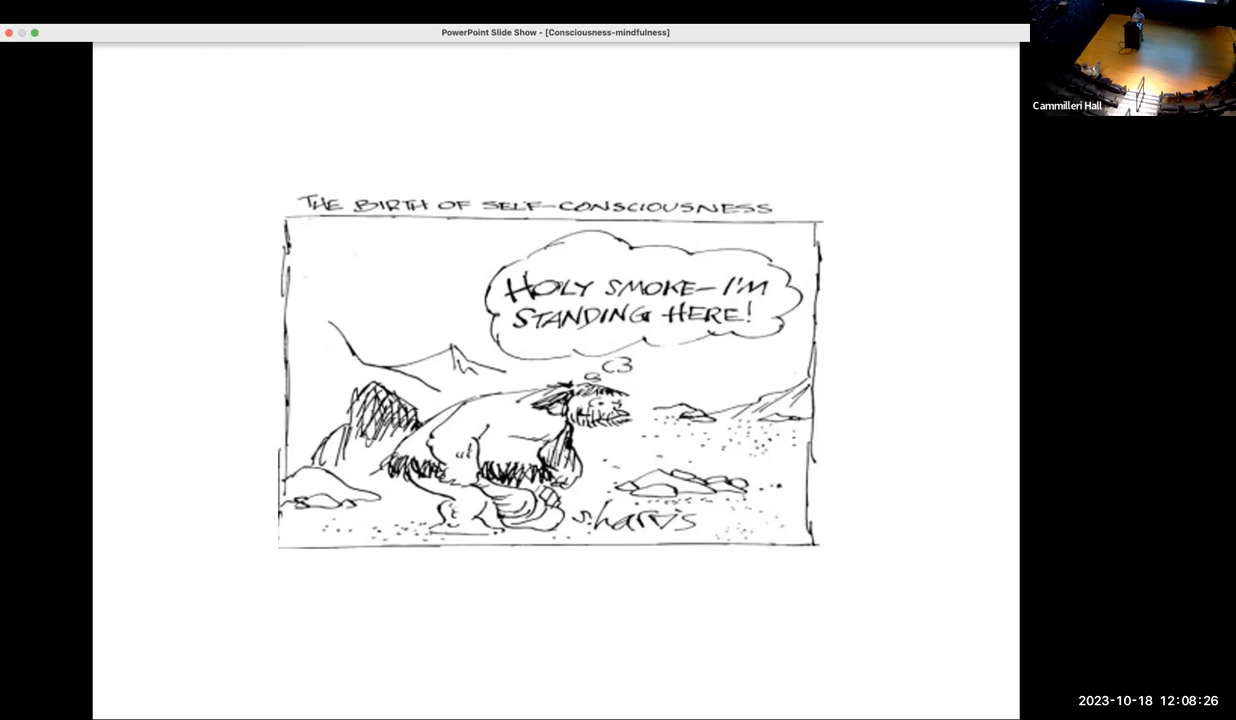 PowerPoint Slide Show - [Consciousness-mindfulness]
Cammilleri Hall
THE BIRTH OF SELF-CONSCIOUSNESS
HOLY SMOKE—I'M
STANDING HERE!
s.harris
2023-10-18 12:08:26